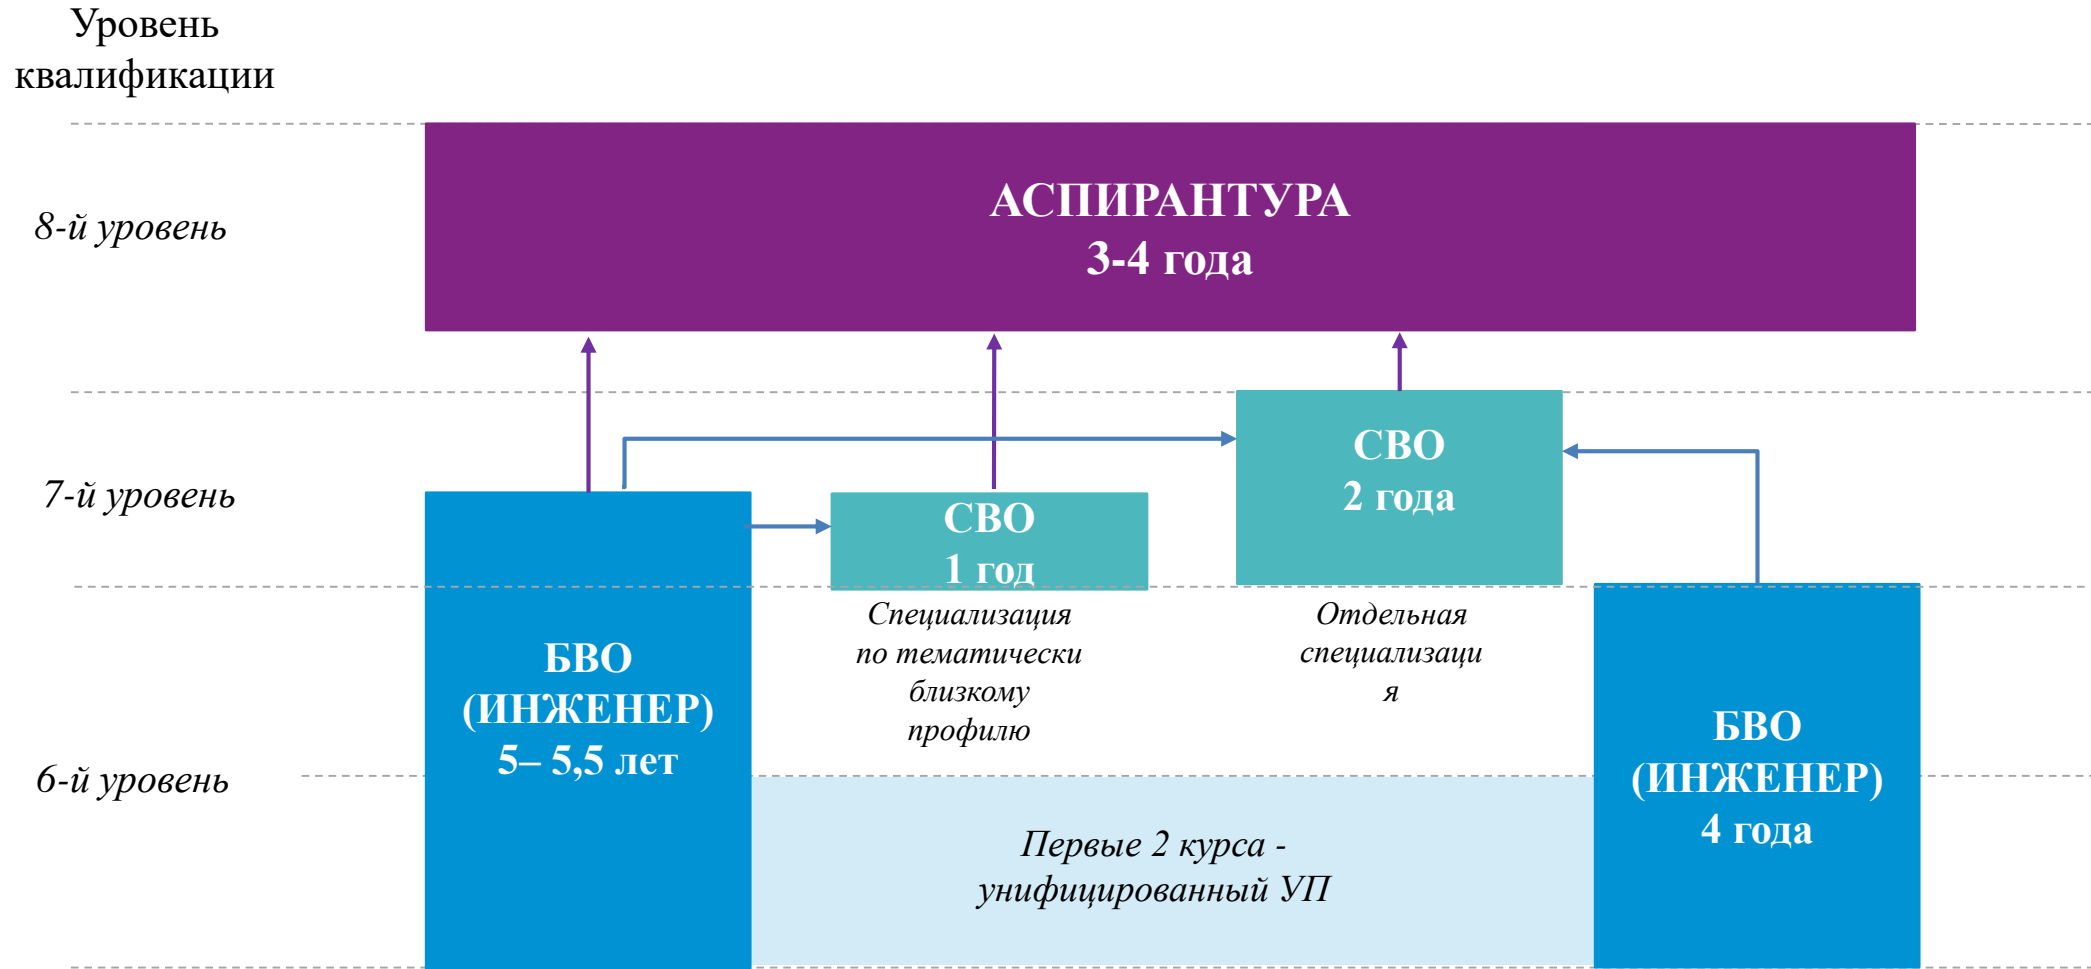 Уровень
квалификации
АСПИРАНТУРА
3-4 года
8-й уровень
СВО
2 года
7-й уровень
СВО
1 год
Специализация
по тематически
близкому
профилю
Отдельная
специализаци
я
БВО
(ИНЖЕНЕР)
5– 5,5 лет
БВО
(ИНЖЕНЕР)
4 года
6-й уровень
Первые 2 курса -
унифицированный УП